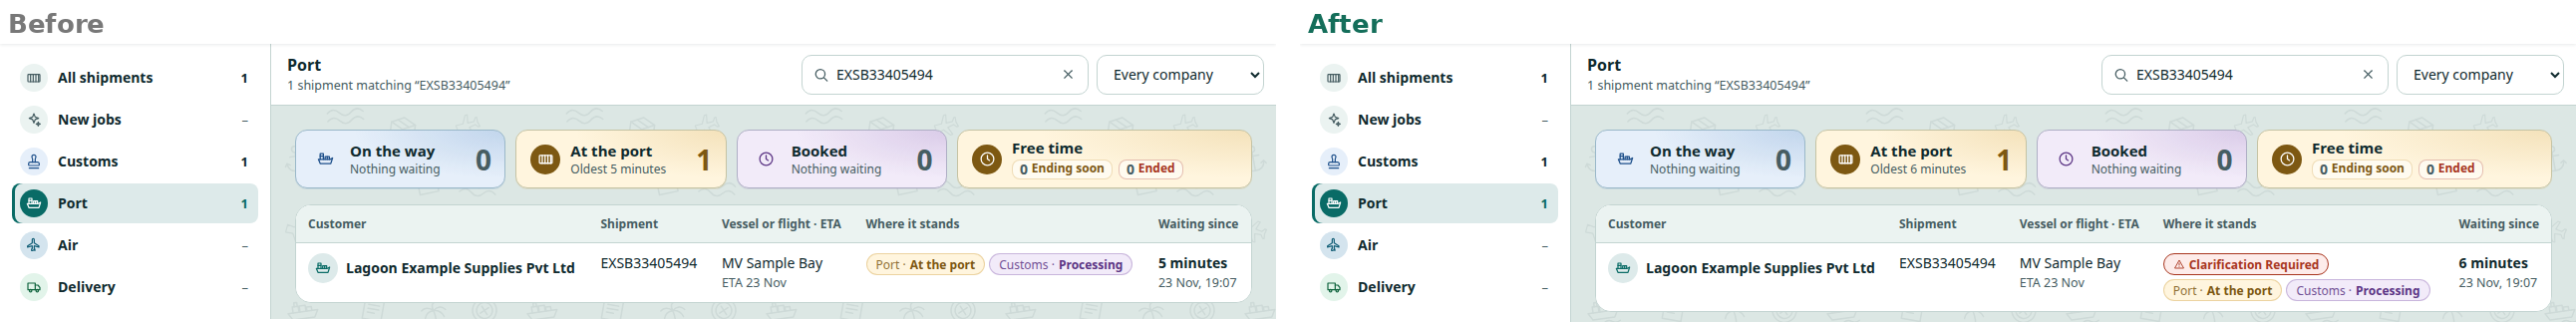 Before
All shipments 1
New jobs –
Customs 1
Port 1
Air –
Delivery –
Port
1 shipment matching “EXSB33405494”
EXSB33405494
Every company
On the way
Nothing waiting
0
At the port
Oldest 5 minutes
1
Booked
Nothing waiting
0
Free time
0 Ending soon 0 Ended
Customer Shipment Vessel or flight · ETA Where it stands Waiting since
Lagoon Example Supplies Pvt Ltd EXSB33405494 MV Sample Bay Port · At the port Customs · Processing 5 minutes
ETA 23 Nov 23 Nov, 19:07
After
All shipments 1
New jobs –
Customs 1
Port 1
Air –
Delivery –
Port
1 shipment matching “EXSB33405494”
EXSB33405494
Every company
On the way
Nothing waiting
0
At the port
Oldest 6 minutes
1
Booked
Nothing waiting
0
Free time
0 Ending soon 0 Ended
Customer Shipment Vessel or flight · ETA Where it stands Waiting since
Lagoon Example Supplies Pvt Ltd EXSB33405494 MV Sample Bay Clarification Required 6 minutes
ETA 23 Nov Port · At the port Customs · Processing 23 Nov, 19:07